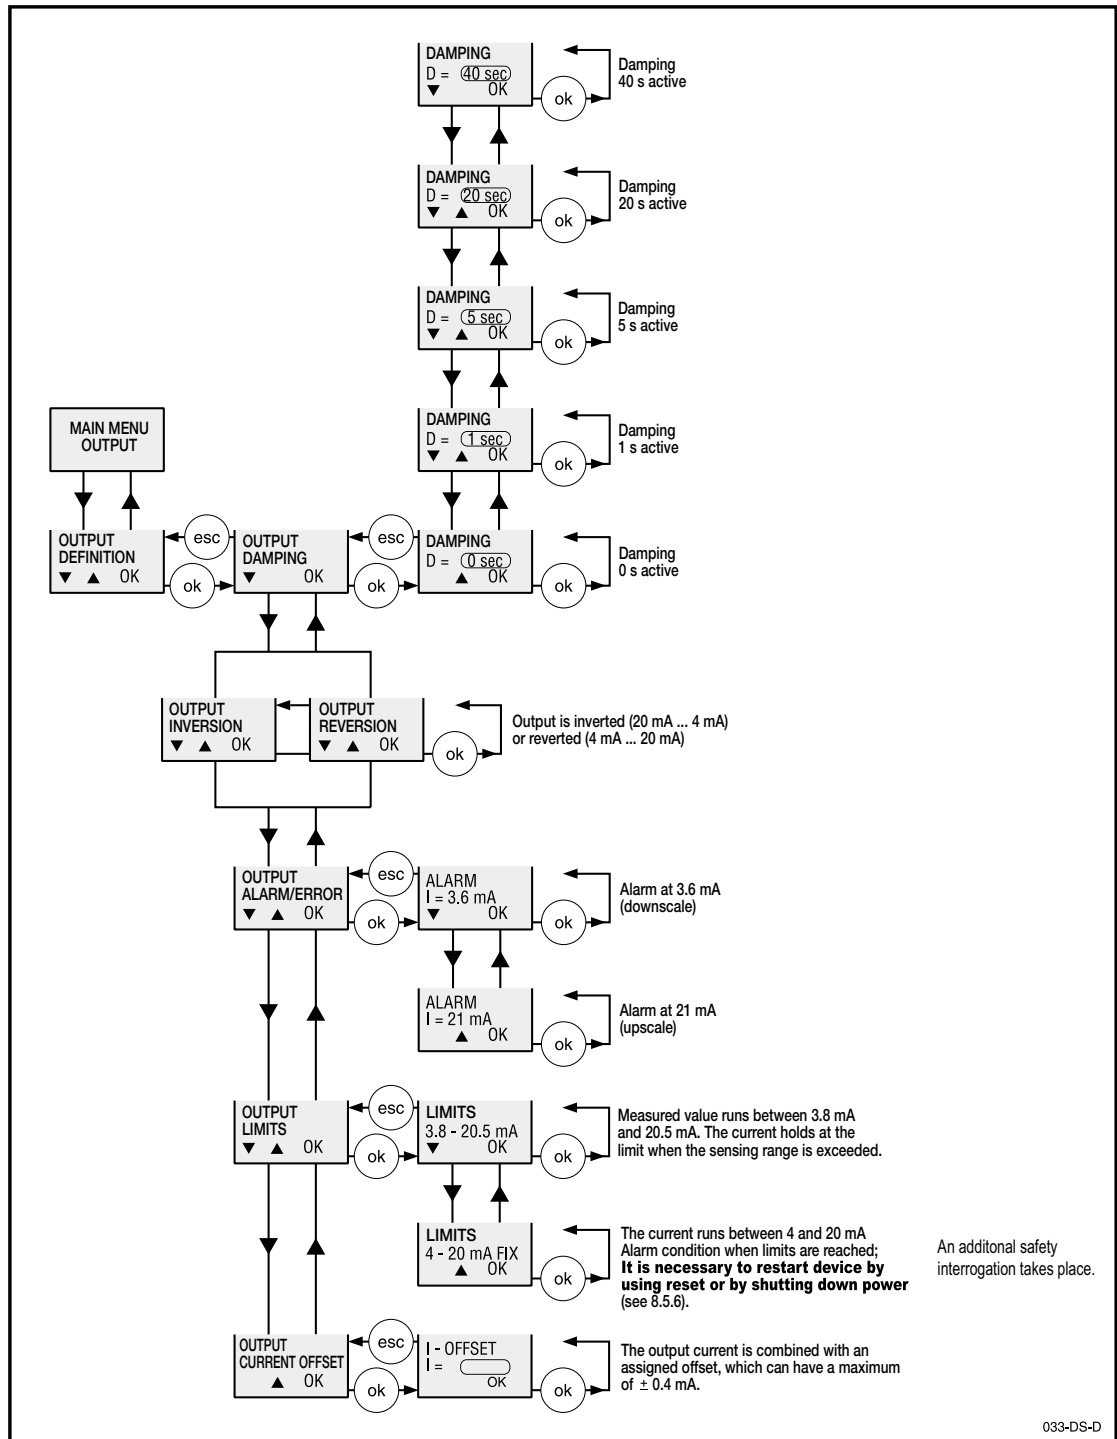 DAMPING
D = 40 sec
▼ OK
ok
Damping
40 s active
DAMPING
D = 20 sec
▼ ▲ OK
ok
Damping
20 s active
DAMPING
D = 5 sec
▼ ▲ OK
ok
Damping
5 s active
DAMPING
D = 1 sec
▼ ▲ OK
ok
Damping
1 s active
MAIN MENU
OUTPUT
OUTPUT
DEFINITION
▼ ▲ OK
esc
ok
OUTPUT
DAMPING
▼ OK
esc
ok
DAMPING
D = 0 sec
▲ OK
ok
Damping
0 s active
OUTPUT
INVERSION
▼ ▲ OK
OUTPUT
REVERSION
▼ ▲ OK
ok
Output is inverted (20 mA ... 4 mA)
or reverted (4 mA ... 20 mA)
OUTPUT
ALARM/ERROR
▼ ▲ OK
esc
ok
ALARM
I = 3.6 mA
▼ OK
ok
Alarm at 3.6 mA
(downscale)
ALARM
I = 21 mA
▲ OK
ok
Alarm at 21 mA
(upscale)
OUTPUT
LIMITS
▼ ▲ OK
esc
ok
LIMITS
3.8 - 20.5 mA
▼ OK
ok
Measured value runs between 3.8 mA
and 20.5 mA. The current holds at the
limit when the sensing range is exceeded.
LIMITS
4 - 20 mA FIX
▲ OK
ok
The current runs between 4 and 20 mA
Alarm condition when limits are reached;
It is necessary to restart device by
using reset or by shutting down power
(see 8.5.6).
An additonal safety
interrogation takes place.
OUTPUT
CURRENT OFFSET
▲ OK
esc
ok
I - OFFSET
I =
OK
ok
The output current is combined with an
assigned offset, which can have a maximum
of ± 0.4 mA.
033-DS-D